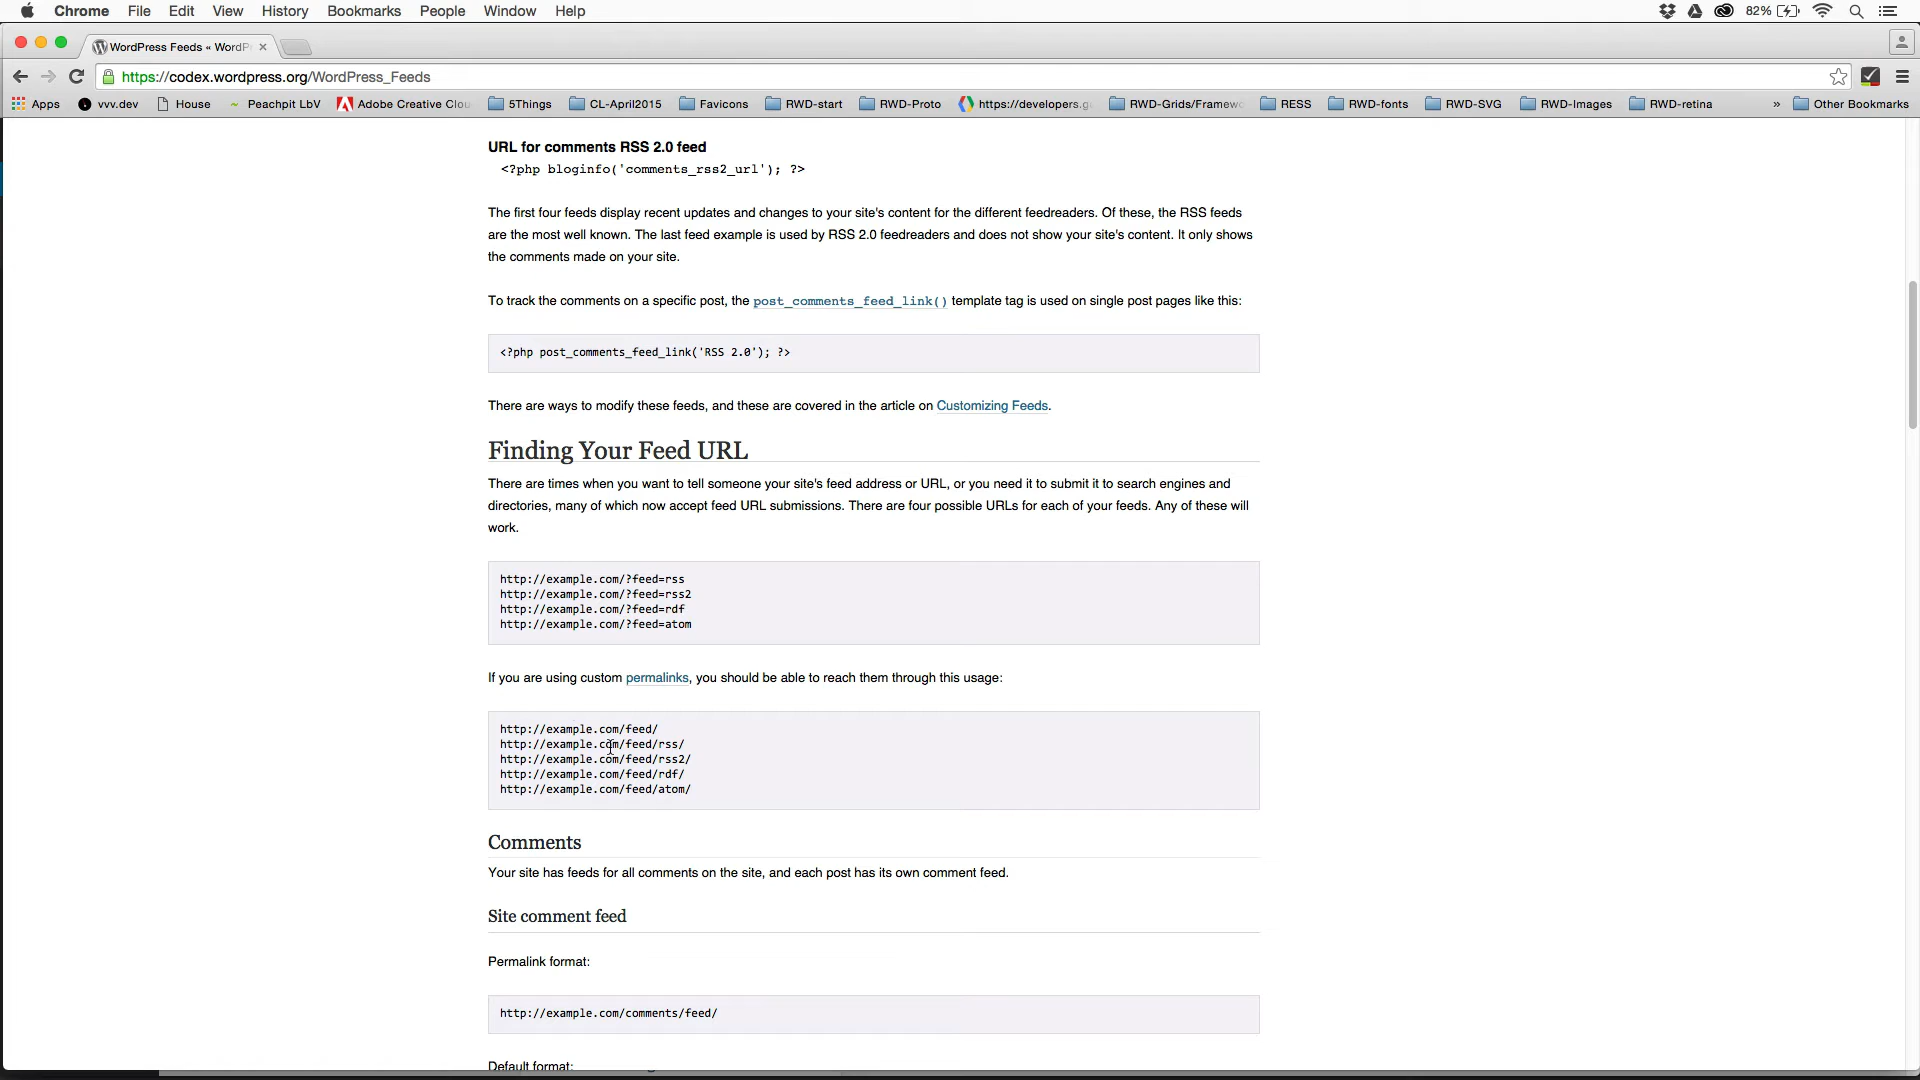 Chrome File Edit View History Bookmarks People Window Help 82%
WordPress Feeds « WordP
https://codex.wordpress.org/WordPress_Feeds
Apps vvv.dev House Peachpit LbV Adobe Creative Clou 5Things CL-April2015 Favicons RWD-start RWD-Proto https://developers.g RWD-Grids/Framew RESS RWD-fonts RWD-SVG RWD-Images RWD-retina » Other Bookmarks
URL for comments RSS 2.0 feed
<?php bloginfo('comments_rss2_url'); ?>
The first four feeds display recent updates and changes to your site's content for the different feedreaders. Of these, the RSS feeds
are the most well known. The last feed example is used by RSS 2.0 feedreaders and does not show your site's content. It only shows
the comments made on your site.
To track the comments on a specific post, the post_comments_feed_link() template tag is used on single post pages like this:
<?php post_comments_feed_link('RSS 2.0'); ?>
There are ways to modify these feeds, and these are covered in the article on Customizing Feeds.
Finding Your Feed URL
There are times when you want to tell someone your site's feed address or URL, or you need it to submit it to search engines and
directories, many of which now accept feed URL submissions. There are four possible URLs for each of your feeds. Any of these will
work.
http://example.com/?feed=rss
http://example.com/?feed=rss2
http://example.com/?feed=rdf
http://example.com/?feed=atom
If you are using custom permalinks, you should be able to reach them through this usage:
http://example.com/feed/
http://example.com/feed/rss/
http://example.com/feed/rss2/
http://example.com/feed/rdf/
http://example.com/feed/atom/
Comments
Your site has feeds for all comments on the site, and each post has its own comment feed.
Site comment feed
Permalink format:
http://example.com/comments/feed/
Default format: